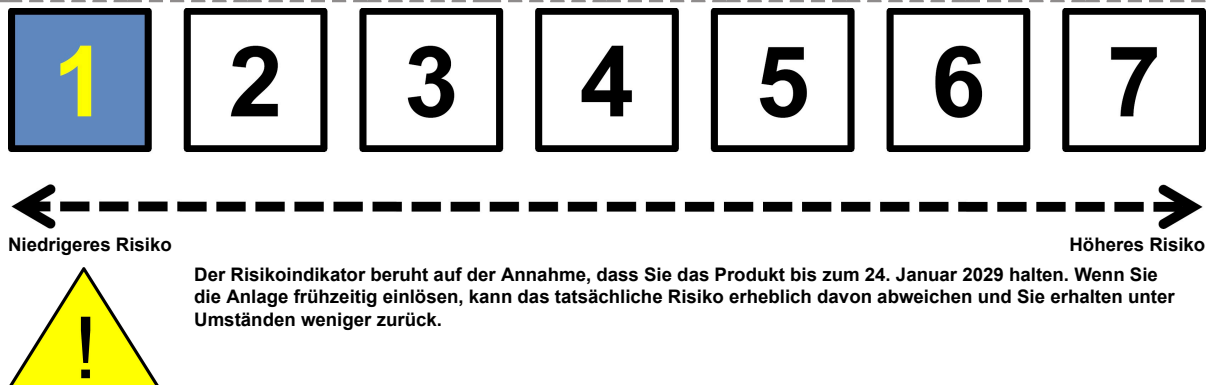 1 2 3 4 5 6 7
Niedrigeres Risiko Höheres Risiko
Der Risikoindikator beruht auf der Annahme, dass Sie das Produkt bis zum 24. Januar 2029 halten. Wenn Sie
die Anlage frühzeitig einlösen, kann das tatsächliche Risiko erheblich davon abweichen und Sie erhalten unter
Umständen weniger zurück.
!